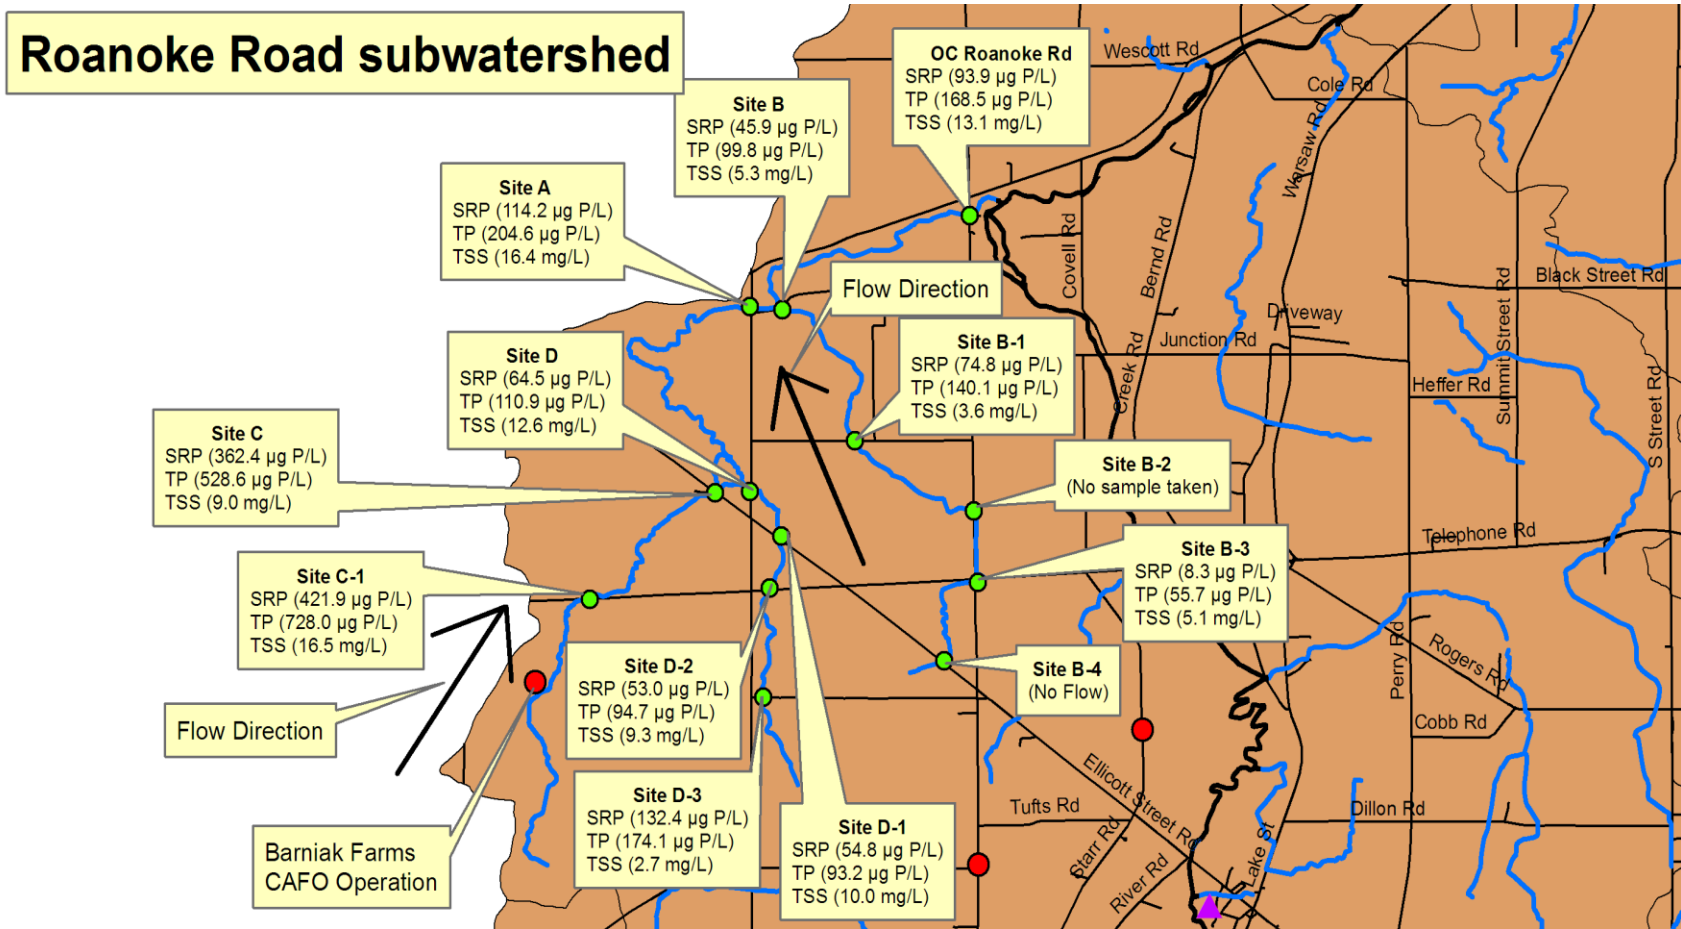 Roanoke Road subwatershed
OC Roanoke Rd
SRP (93.9 µg P/L)
TP (168.5 µg P/L)
TSS (13.1 mg/L)
Site B
SRP (45.9 µg P/L)
TP (99.8 µg P/L)
TSS (5.3 mg/L)
Site A
SRP (114.2 µg P/L)
TP (204.6 µg P/L)
TSS (16.4 mg/L)
Flow Direction
Site D
SRP (64.5 µg P/L)
TP (110.9 µg P/L)
TSS (12.6 mg/L)
Site B-1
SRP (74.8 µg P/L)
TP (140.1 µg P/L)
TSS (3.6 mg/L)
Site C
SRP (362.4 µg P/L)
TP (528.6 µg P/L)
TSS (9.0 mg/L)
Site B-2
(No sample taken)
Site B-3
SRP (8.3 µg P/L)
TP (55.7 µg P/L)
TSS (5.1 mg/L)
Site C-1
SRP (421.9 µg P/L)
TP (728.0 µg P/L)
TSS (16.5 mg/L)
Site D-2
SRP (53.0 µg P/L)
TP (94.7 µg P/L)
TSS (9.3 mg/L)
Site B-4
(No Flow)
Flow Direction
Site D-3
SRP (132.4 µg P/L)
TP (174.1 µg P/L)
TSS (2.7 mg/L)
Site D-1
SRP (54.8 µg P/L)
TP (93.2 µg P/L)
TSS (10.0 mg/L)
Barniak Farms
CAFO Operation
Wescott Rd
Cole Rd
Warsaw Rd
Covell Rd
Bernd Rd
Black Street Rd
Summit Street Rd
Driveway
Junction Rd
Creek Rd
Heffer Rd
S Street Rd
Telephone Rd
Perry Rd
Rogers Rd
Cobb Rd
Ellicott Street Rd
Tufts Rd
Dillon Rd
Starr Rd
River Rd
Lake St